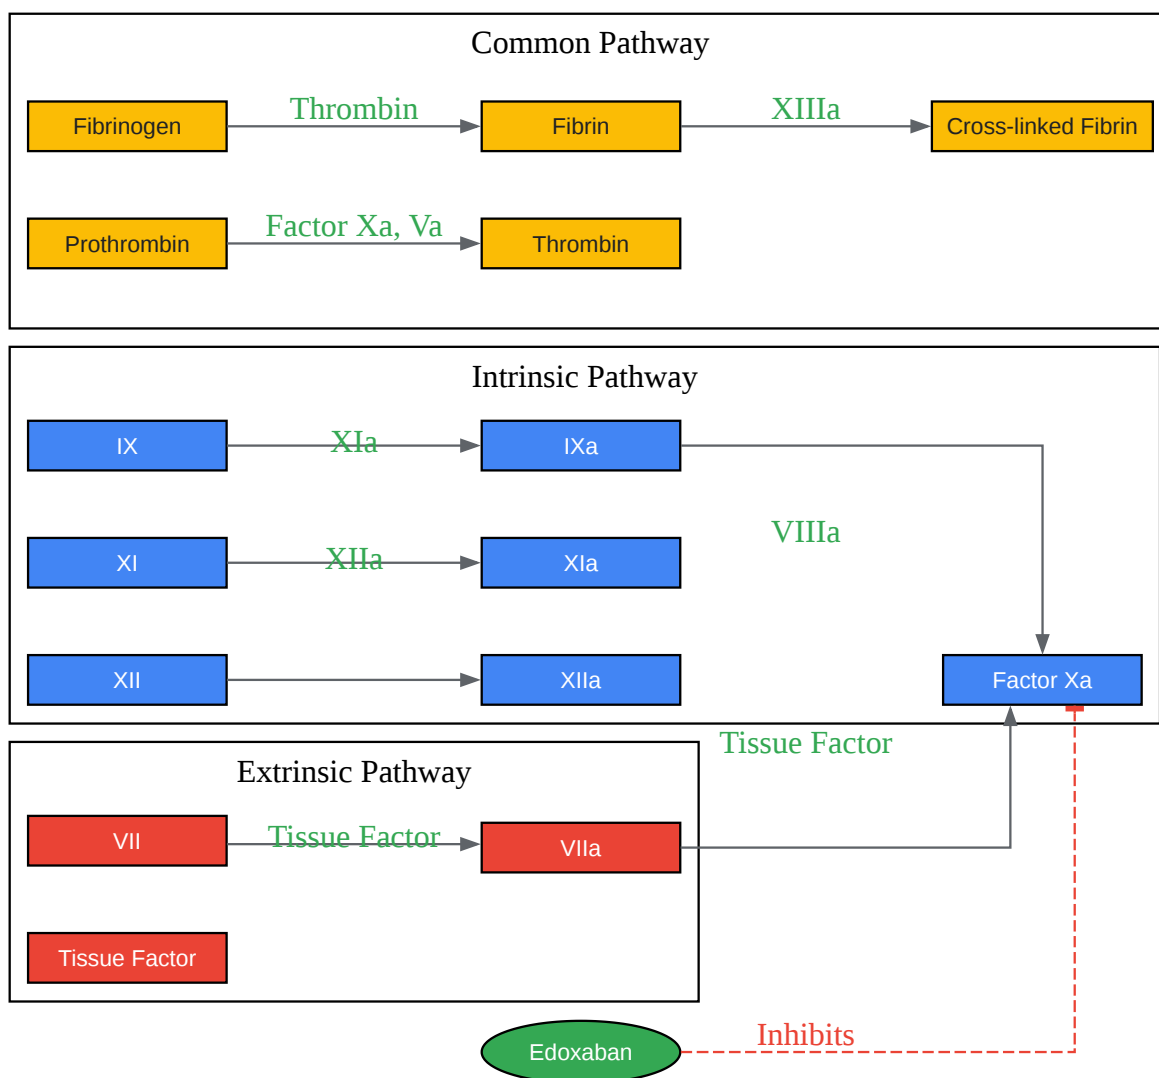 Common Pathway
Fibrinogen
Thrombin
Fibrin
XIIIa
Cross-linked Fibrin
Prothrombin
Factor Xa, Va
Thrombin
Intrinsic Pathway
IX
XIa
IXa
VIIIa
XI
XIIa
XIa
XII
XIIa
Factor Xa
Tissue Factor
Extrinsic Pathway
VII
Tissue Factor
VIIa
Tissue Factor
Edoxaban
Inhibits